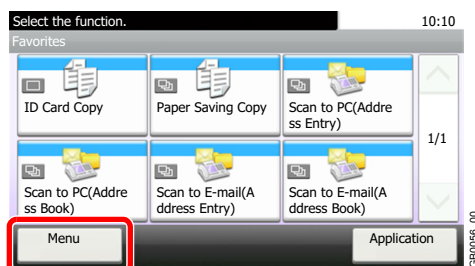 Select the function.
10:10
Favorites
ID Card Copy
Paper Saving Copy
Scan to PC(Addre
ss Entry)
1/1
Scan to PC(Addre
ss Book)
Scan to E-mail(A
ddress Entry)
Scan to E-mail(A
ddress Book)
Menu
Application